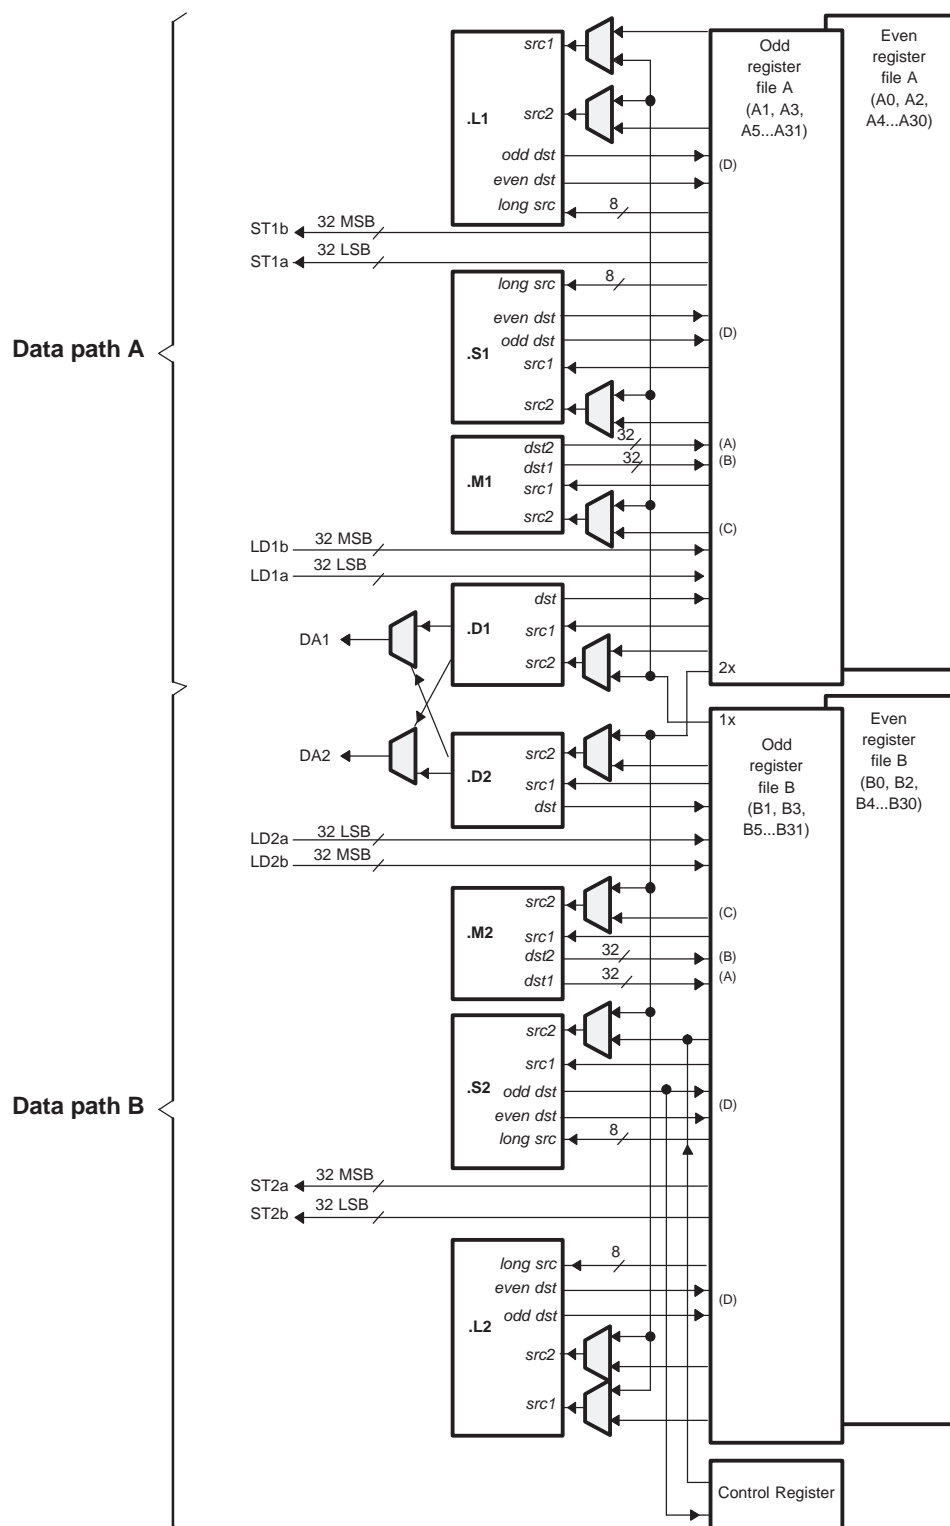 Even
register
file A
(A0, A2,
A4...A30)
Odd
register
file A
(A1, A3,
A5...A31)
src1
.L1
src2
odd dst
(D)
even dst
long src
8
ST1b
32 MSB
ST1a
32 LSB
long src
8
even dst
(D)
odd dst
Data path A
.S1
src1
src2
dst2
32
(A)
dst1
32
(B)
.M1
src1
src2
(C)
LD1b
32 MSB
LD1a
32 LSB
dst
DA1
.D1
src1
src2
2x
1x
Even
register
file B
(B0, B2,
B4...B30)
Odd
register
file B
(B1, B3,
B5...B31)
DA2
src2
.D2
src1
dst
LD2a
32 LSB
LD2b
32 MSB
src2
(C)
.M2
src1
dst2
32
(B)
dst1
32
(A)
src2
src1
.S2
odd dst
(D)
Data path B
even dst
long src
8
ST2a
32 MSB
ST2b
32 LSB
long src
8
even dst
(D)
odd dst
.L2
src2
src1
Control Register